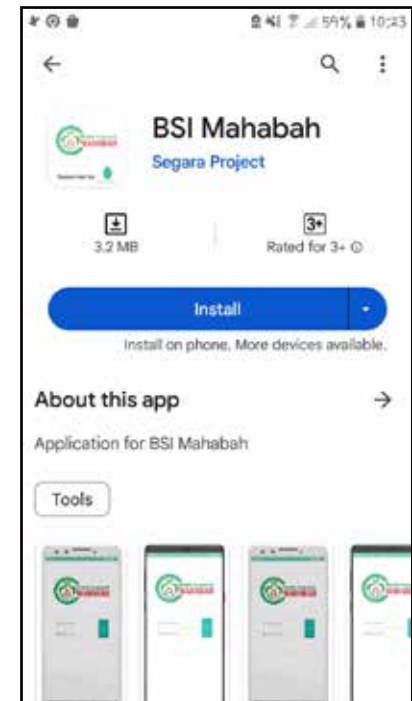 59% 10:23
BSI Mahabah
Segara Project
3.2 MB
3+
Rated for 3+
Install
Install on phone. More devices available.
About this app
Application for BSI Mahabah
Tools